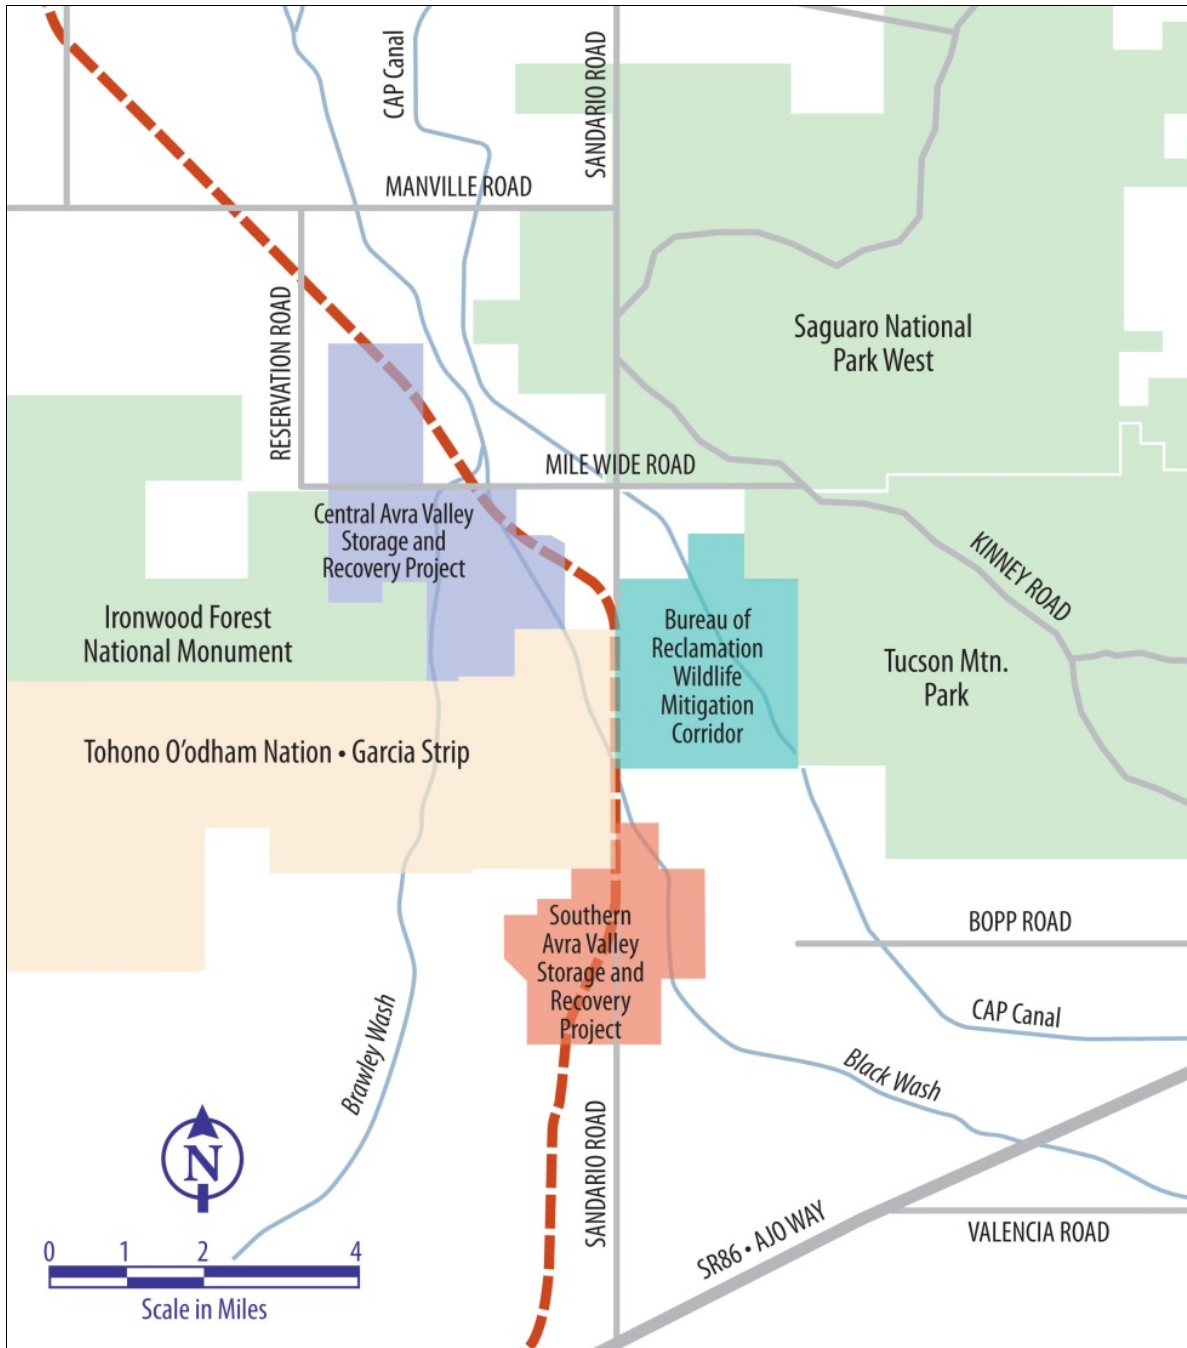 CAP Canal
SANDARIO ROAD
MANVILLE ROAD
RESERVATION ROAD
Saguaro National
Park West
MILE WIDE ROAD
Central Avra Valley
Storage and
Recovery Project
KINNEY ROAD
Ironwood Forest
National Monument
Bureau of
Reclamation
Wildlife
Mitigation
Corridor
Tucson Mtn.
Park
Tohono O'odham Nation • Garcia Strip
Southern
Avra Valley
Storage and
Recovery
Project
BOPP ROAD
CAP Canal
Brawley Wash
Black Wash
SANDARIO ROAD
N
SR86 • AJO WAY
VALENCIA ROAD
0 1 2 4
Scale in Miles